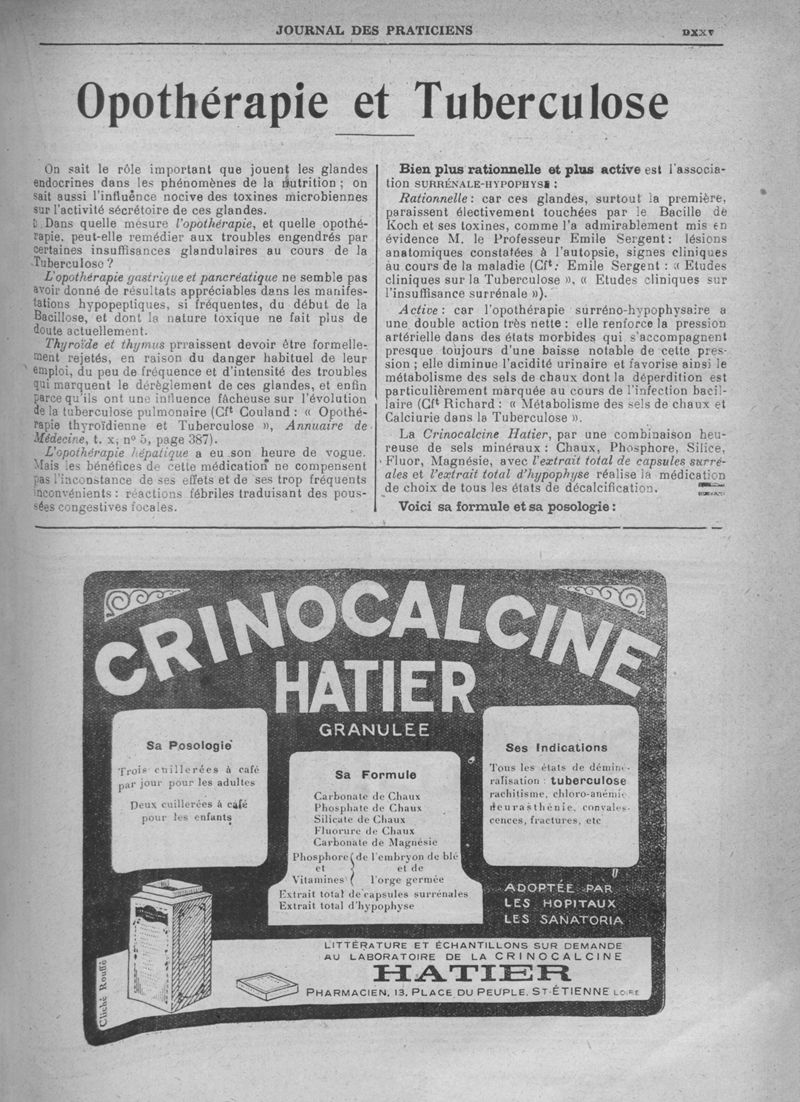 JOURNAL DES PRATICIENS
DXXV
Opothérapie et Tuberculose
On sait le rôle important que jouent les glandes
endocrines dans les phénomènes de la nutrition ; on
sait aussi l'influence nocive des toxines microbiennes
sur l'activité sécrétoire de ces glandes.
Dans quelle mesure l'opothérapie, et quelle opothé-
rapie, peut-elle remédier aux troubles engendrés par
certaines insuffisances glandulaires au cours de la
Tuberculose ?
L'opothérapie gastrique et pancréatique ne semble pas
avoir donné de résultats appréciables dans les manifes-
tations hypopeptiques, si fréquentes, du début de la
Bacillose, et dont la nature toxique ne fait plus de
doute actuellement.
Thyroïde et thymus prraissent devoir être formelle-
ment rejetés, en raison du danger habituel de leur
emploi, du peu de fréquence et d'intensité des troubles
qui marquent le dérèglement de ces glandes, et enfin
parce qu'ils ont une influence fâcheuse sur l'évolution
de la tuberculose pulmonaire (Cft Couland : « Opothé-
rapie thyroïdienne et Tuberculose », Annuaire de
Médecine, t. x, no 5, page 387).
L'opothérapie hépatique a eu son heure de vogue.
Mais les bénéfices de cette médication ne compensent
pas l'inconstance de ses effets et de ses trop fréquents
inconvénients : réactions fébriles traduisant des pous-
sées congestives focales.
Bien plus rationnelle et plus active est l'associa-
tion SURRÉNALE-HYPOPHYSE :
Rationnelle : car ces glandes, surtout la première,
paraissent électivement touchées par le Bacille de
Koch et ses toxines, comme l'a admirablement mis en
évidence M. le Professeur Emile Sergent : lésions
anatomiques constatées à l'autopsie, signes cliniques
au cours de la maladie (Cft : Emile Sergent : « Etudes
cliniques sur la Tuberculose », « Etudes cliniques sur
l'insuffisance surrénale »).
Active : car l'opothérapie surréno-hypophysaire a
une double action très nette : elle renforce la pression
artérielle dans des états morbides qui s'accompagnent
presque toujours d'une baisse notable de cette pres-
sion ; elle diminue l'acidité urinaire et favorise ainsi le
métabolisme des sels de chaux dont la déperdition est
particulièrement marquée au cours de l'infection bacil-
laire (Cft Richard : « Métabolisme des sels de chaux et
Calciurie dans la Tuberculose »).
La Crinocalcine Hatier, par une combinaison heu-
reuse de sels minéraux : Chaux, Phosphore, Silice,
Fluor, Magnésie, avec l'extrait total de capsules surré-
ales et l'extrait total d'hypophyse réalise la médication
de choix de tous les états de décalcification.
Voici sa formule et sa posologie :
CRINOCALCINE
HATIER
GRANULÉE
Sa Posologie
Trois cuillerées à café
par jour pour les adultes
Deux cuillerées à café
pour les enfants
Sa Formule
Carbonate de Chaux
Phosphate de Chaux
Silicate de Chaux
Fluorure de Chaux
Carbonate de Magnésie
Phosphore ( de l'embryon de blé
et ) et de
Vitamines ( l'orge germée
Extrait total de capsules surrénales
Extrait total d'hypophyse
Ses Indications
Tous les états de démine-
ralisation : tuberculose
rachitisme, chloro-anémie
neurasthénie, convales-
cences, fractures, etc
ADOPTÉE PAR
LES HOPITAUX
LES SANATORIA
LITTÉRATURE ET ÉCHANTILLONS SUR DEMANDE
AU LABORATOIRE DE LA CRINOCALCINE
HATIER
PHARMACIEN, 13, PLACE DU PEUPLE, ST-ÉTIENNE LOIRE
Cliché Rouffé